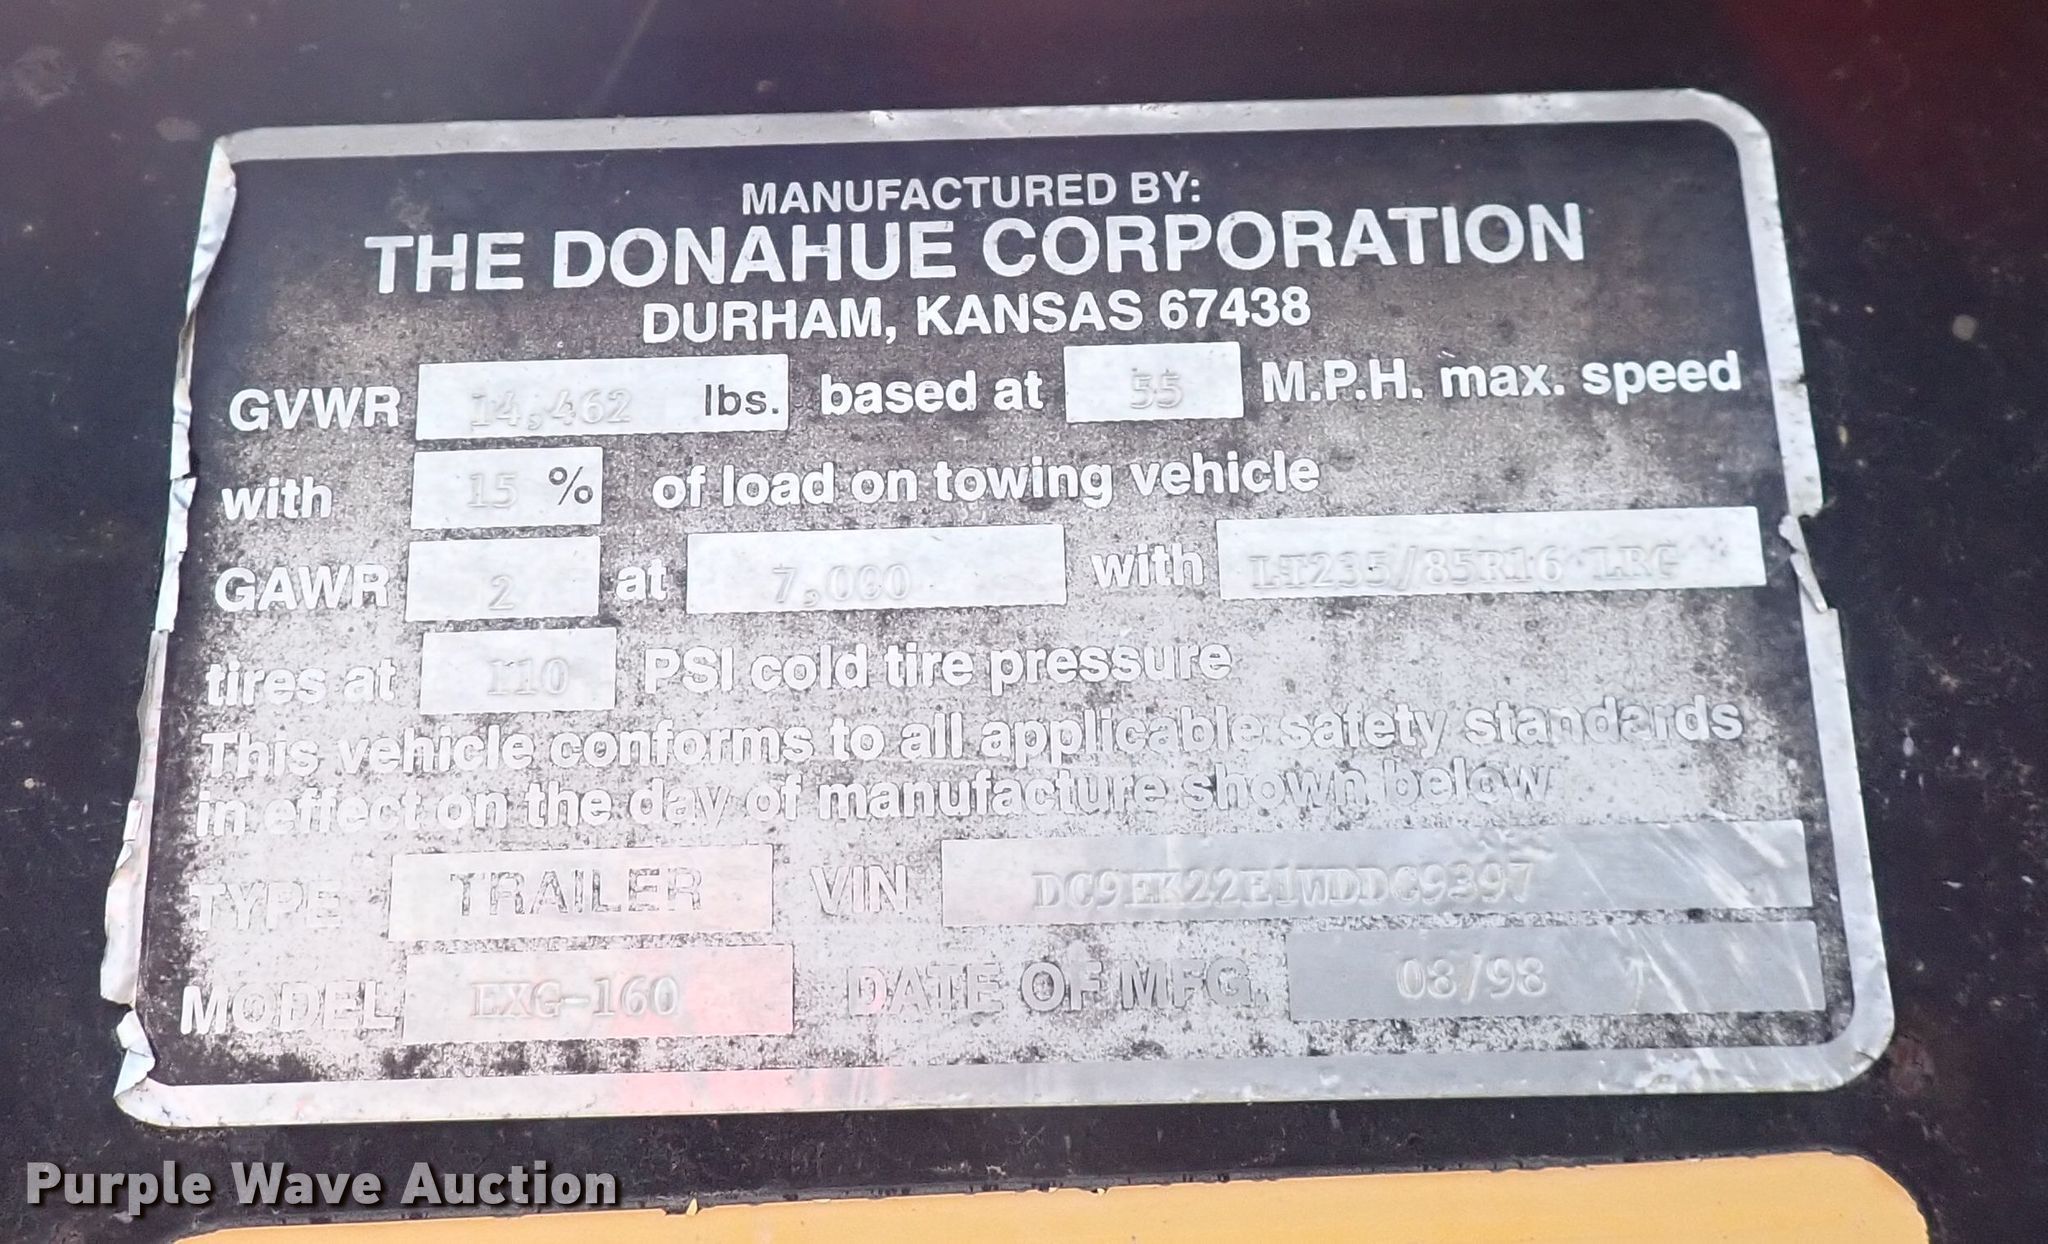 MANUFACTURED BY:
THE DONAHUE CORPORATION
DURHAM, KANSAS 67438
GVWR 14,462 lbs. based at 55 M.P.H. max. speed
with 15 % of load on towing vehicle
GAWR 2 at 7,000 with LT235//85R16 LRG
tires at 110 PSI cold tire pressure
This vehicle conforms to all applicable safety standards
in effect on the day of manufacture shown below
TYPE TRAILER VIN DC9EK22E1WDDC9397
MODEL EXG-160 DATE OF MFG. 08/98
Purple Wave Auction